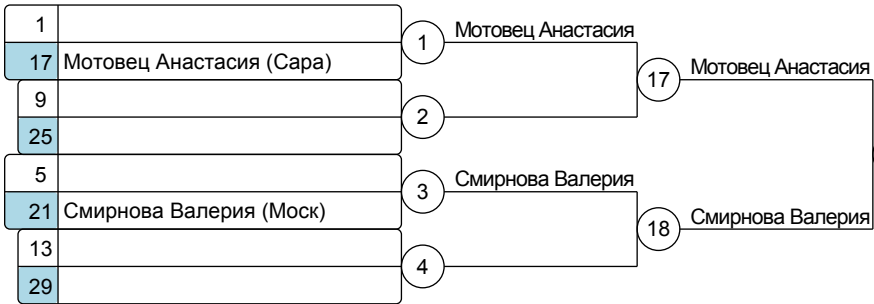 1
1 Мотовец Анастасия
17 Мотовец Анастасия (Сара)
17 Мотовец Анастасия
9
2
25
5
3 Смирнова Валерия
21 Смирнова Валерия (Моск)
18 Смирнова Валерия
13
4
29